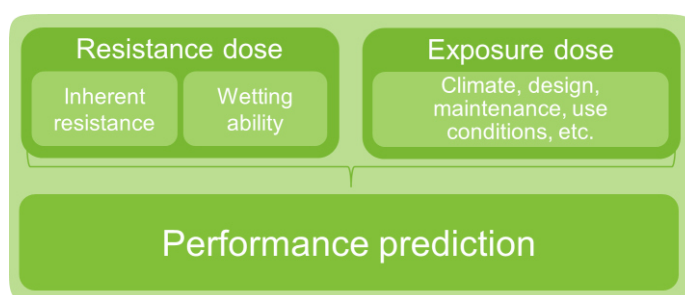 Resistance dose
Inherent
resistance
Wetting
ability
Exposure dose
Climate, design,
maintenance, use
conditions, etc.
Performance prediction